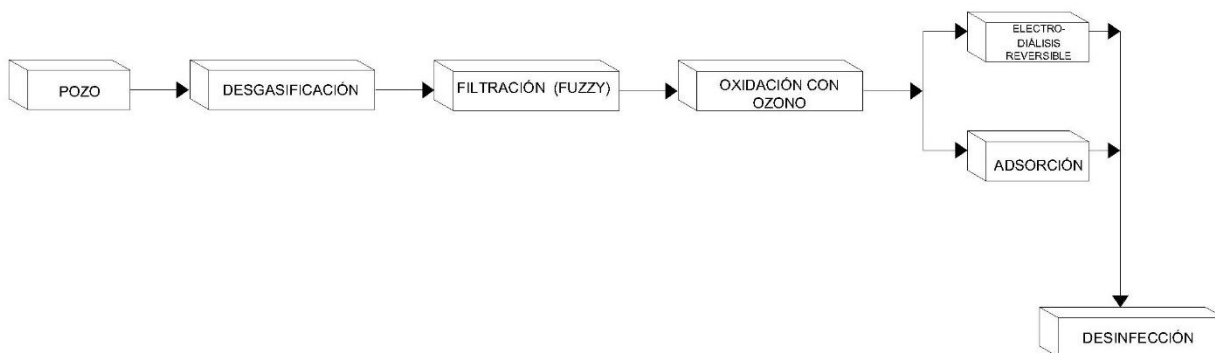 POZO
DESGASIFICACIÓN
FILTRACIÓN (FUZZY)
OXIDACIÓN CON
OZONO
ELECTRO-
DIÁLISIS
REVERSIBLE
ADSORCIÓN
DESINFECCIÓN